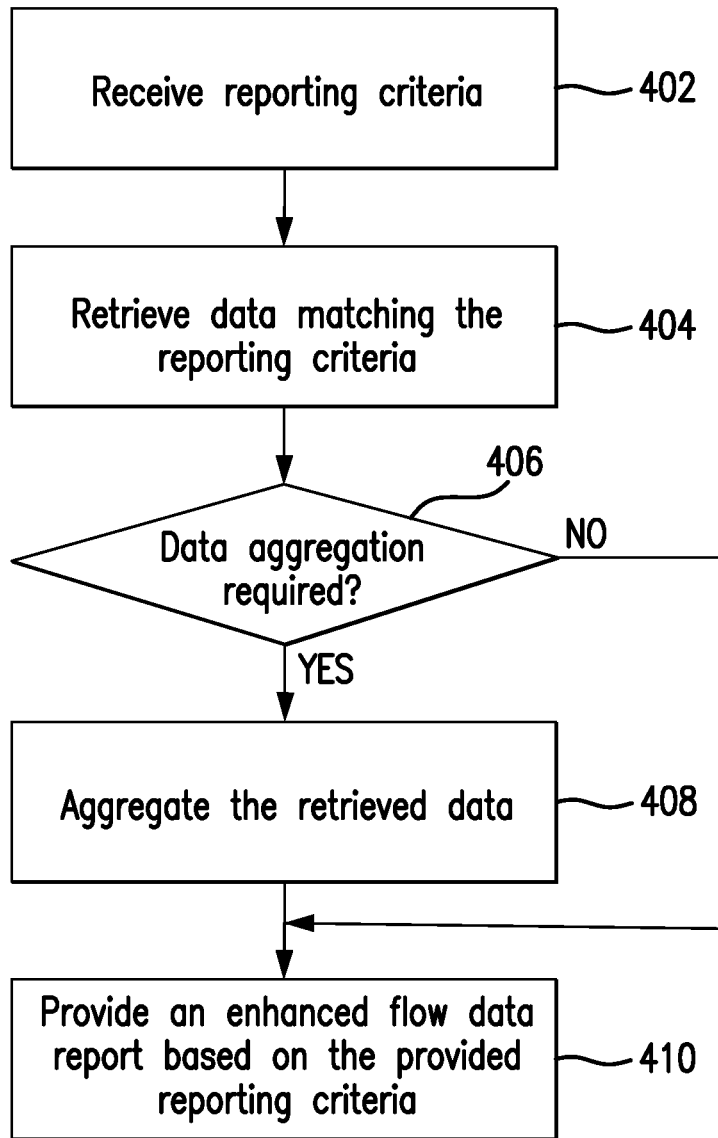 Receive reporting criteria
402
Retrieve data matching the
reporting criteria
404
406
Data aggregation
required?
NO
YES
Aggregate the retrieved data
408
Provide an enhanced flow data
report based on the provided
reporting criteria
410